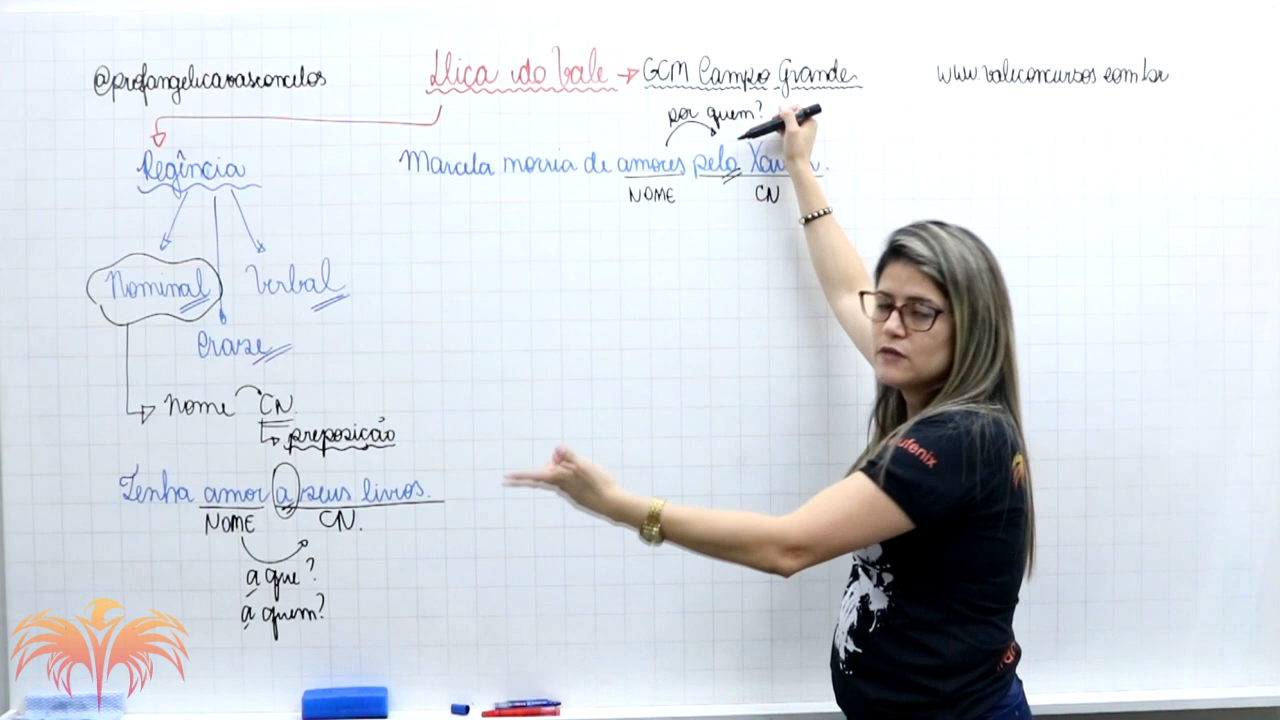 @profangelicavasconcelos
Dica do Vale → GCM Campo Grande
www.valeconcursos.com.br
por quem?
Marcela morria de amores pelo
NOME CN
Regência
Nominal Verbal
Crase
Nome CN
preposição
Tenha amor a seus livros.
NOME CN.
a que?
a quem?
ufenix